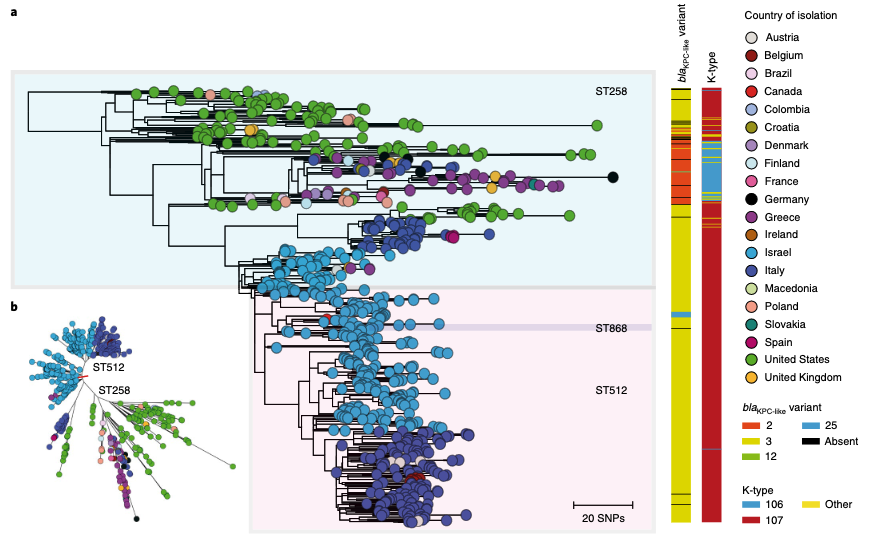 a
ST258
ST868
ST512
20 SNPs
b
ST512
ST258
blaKPC-like variant
K-type
Country of isolation
Austria
Belgium
Brazil
Canada
Colombia
Croatia
Denmark
Finland
France
Germany
Greece
Ireland
Israel
Italy
Macedonia
Poland
Slovakia
Spain
United States
United Kingdom
blaKPC-like variant
2 25
3 Absent
12
K-type
106 Other
107